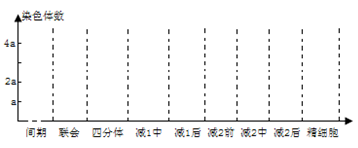 染色体数
4a
2a
a
间期 联会 四分体 减1中 减1后 减2前 减2中 减2后 精细胞